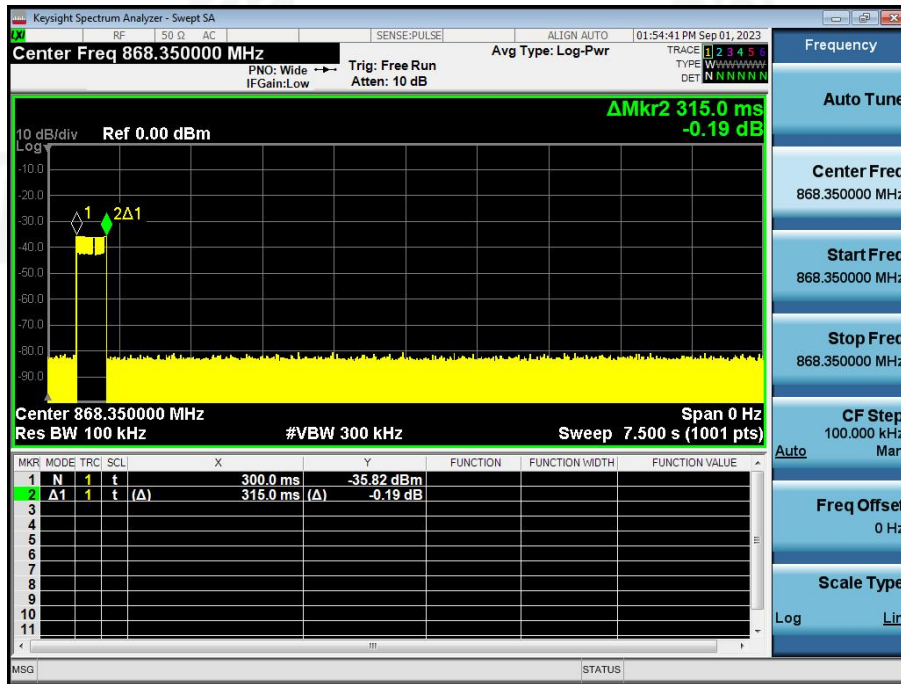 Keysight Spectrum Analyzer - Swept SA
LXI RF 50 Ω AC SENSE:PULSE ALIGN AUTO 01:54:41 PM Sep 01, 2023
Center Freq 868.350000 MHz Avg Type: Log-Pwr TRACE 1 2 3 4 5 6
PNO: Wide Trig: Free Run TYPE WWWWWW
IFGain:Low Atten: 10 dB DET N N N N N N
Frequency
ΔMkr2 315.0 ms
-0.19 dB
10 dB/div Ref 0.00 dBm
Log
-10.0
-20.0
-30.0
-40.0
-50.0
-60.0
-70.0
-80.0
-90.0
1 2Δ1
Center 868.350000 MHz Span 0 Hz
Res BW 100 kHz #VBW 300 kHz Sweep 7.500 s (1001 pts)
MKR MODE TRC SCL X Y FUNCTION FUNCTION WIDTH FUNCTION VALUE
1 N 1 t 300.0 ms -35.82 dBm
2 Δ1 1 t (Δ) 315.0 ms (Δ) -0.19 dB
3
4
5
6
7
8
9
10
11
MSG STATUS
Auto Tune
Center Freq
868.350000 MHz
Start Freq
868.350000 MHz
Stop Freq
868.350000 MHz
CF Step
100.000 kHz
Auto Man
Freq Offset
0 Hz
Scale Type
Log Lin